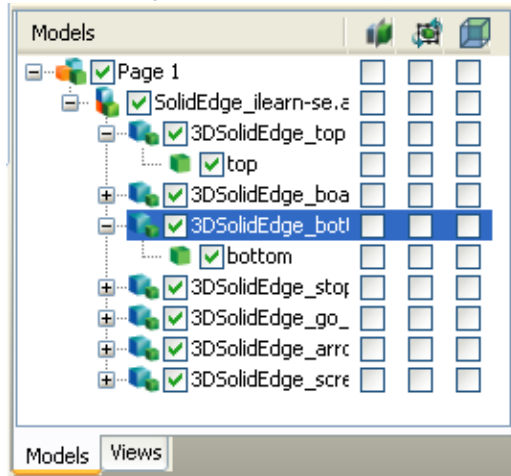 Models
Page 1
SolidEdge_ilearn-se.a
3DSolidEdge_top
top
3DSolidEdge_boa
3DSolidEdge_bot
bottom
3DSolidEdge_stop
3DSolidEdge_go_
3DSolidEdge_arro
3DSolidEdge_scre
Models Views